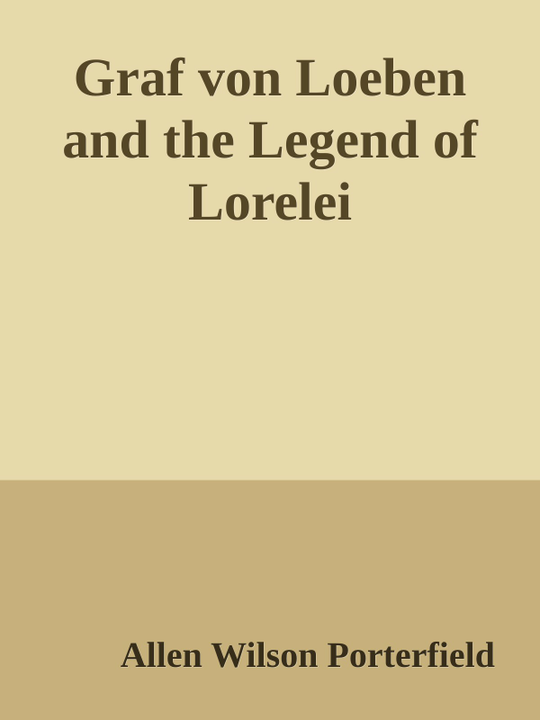 Graf von Loeben
and the Legend of
Lorelei
Allen Wilson Porterfield